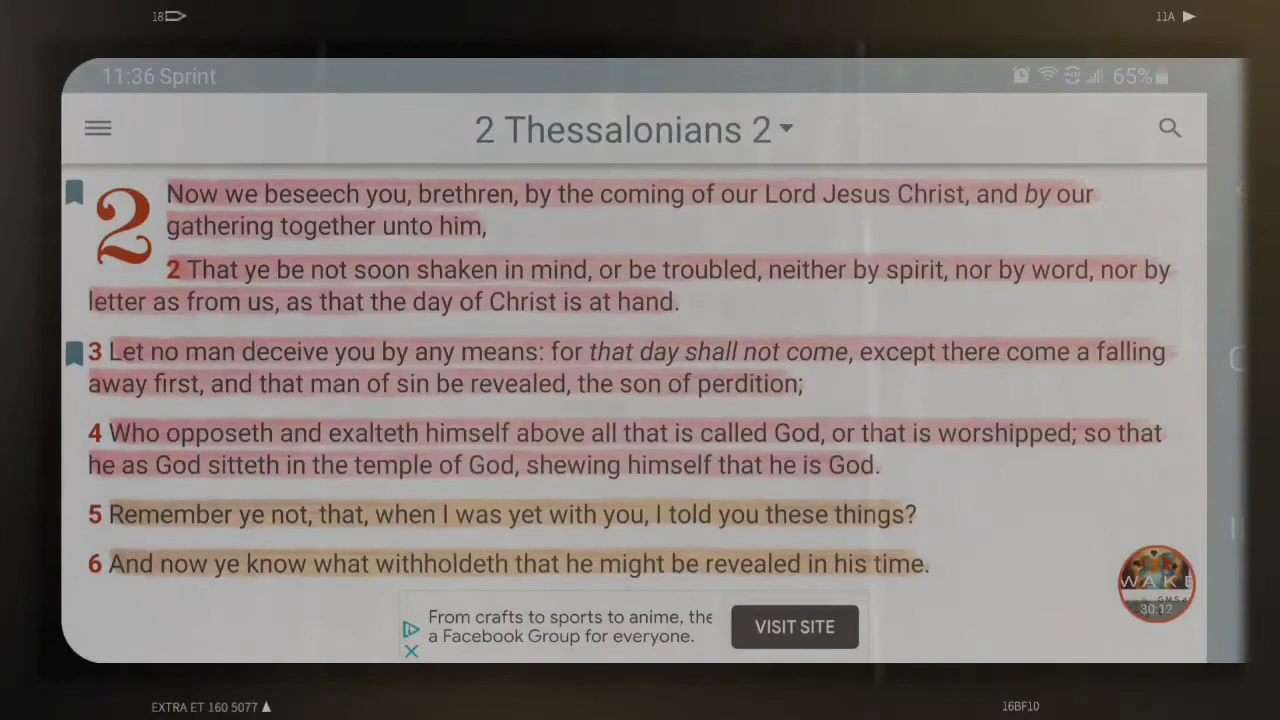 18
11A
11:36 Sprint
65%
2 Thessalonians 2
2 Now we beseech you, brethren, by the coming of our Lord Jesus Christ, and by our
gathering together unto him,
2 That ye be not soon shaken in mind, or be troubled, neither by spirit, nor by word, nor by
letter as from us, as that the day of Christ is at hand.
3 Let no man deceive you by any means: for that day shall not come, except there come a falling
away first, and that man of sin be revealed, the son of perdition;
4 Who opposeth and exalteth himself above all that is called God, or that is worshipped; so that
he as God sitteth in the temple of God, shewing himself that he is God.
5 Remember ye not, that, when I was yet with you, I told you these things?
6 And now ye know what withholdeth that he might be revealed in his time.
From crafts to sports to anime, the
a Facebook Group for everyone.
VISIT SITE
WAKE
GMS
30:12
EXTRA ET 160 5077
16BF10